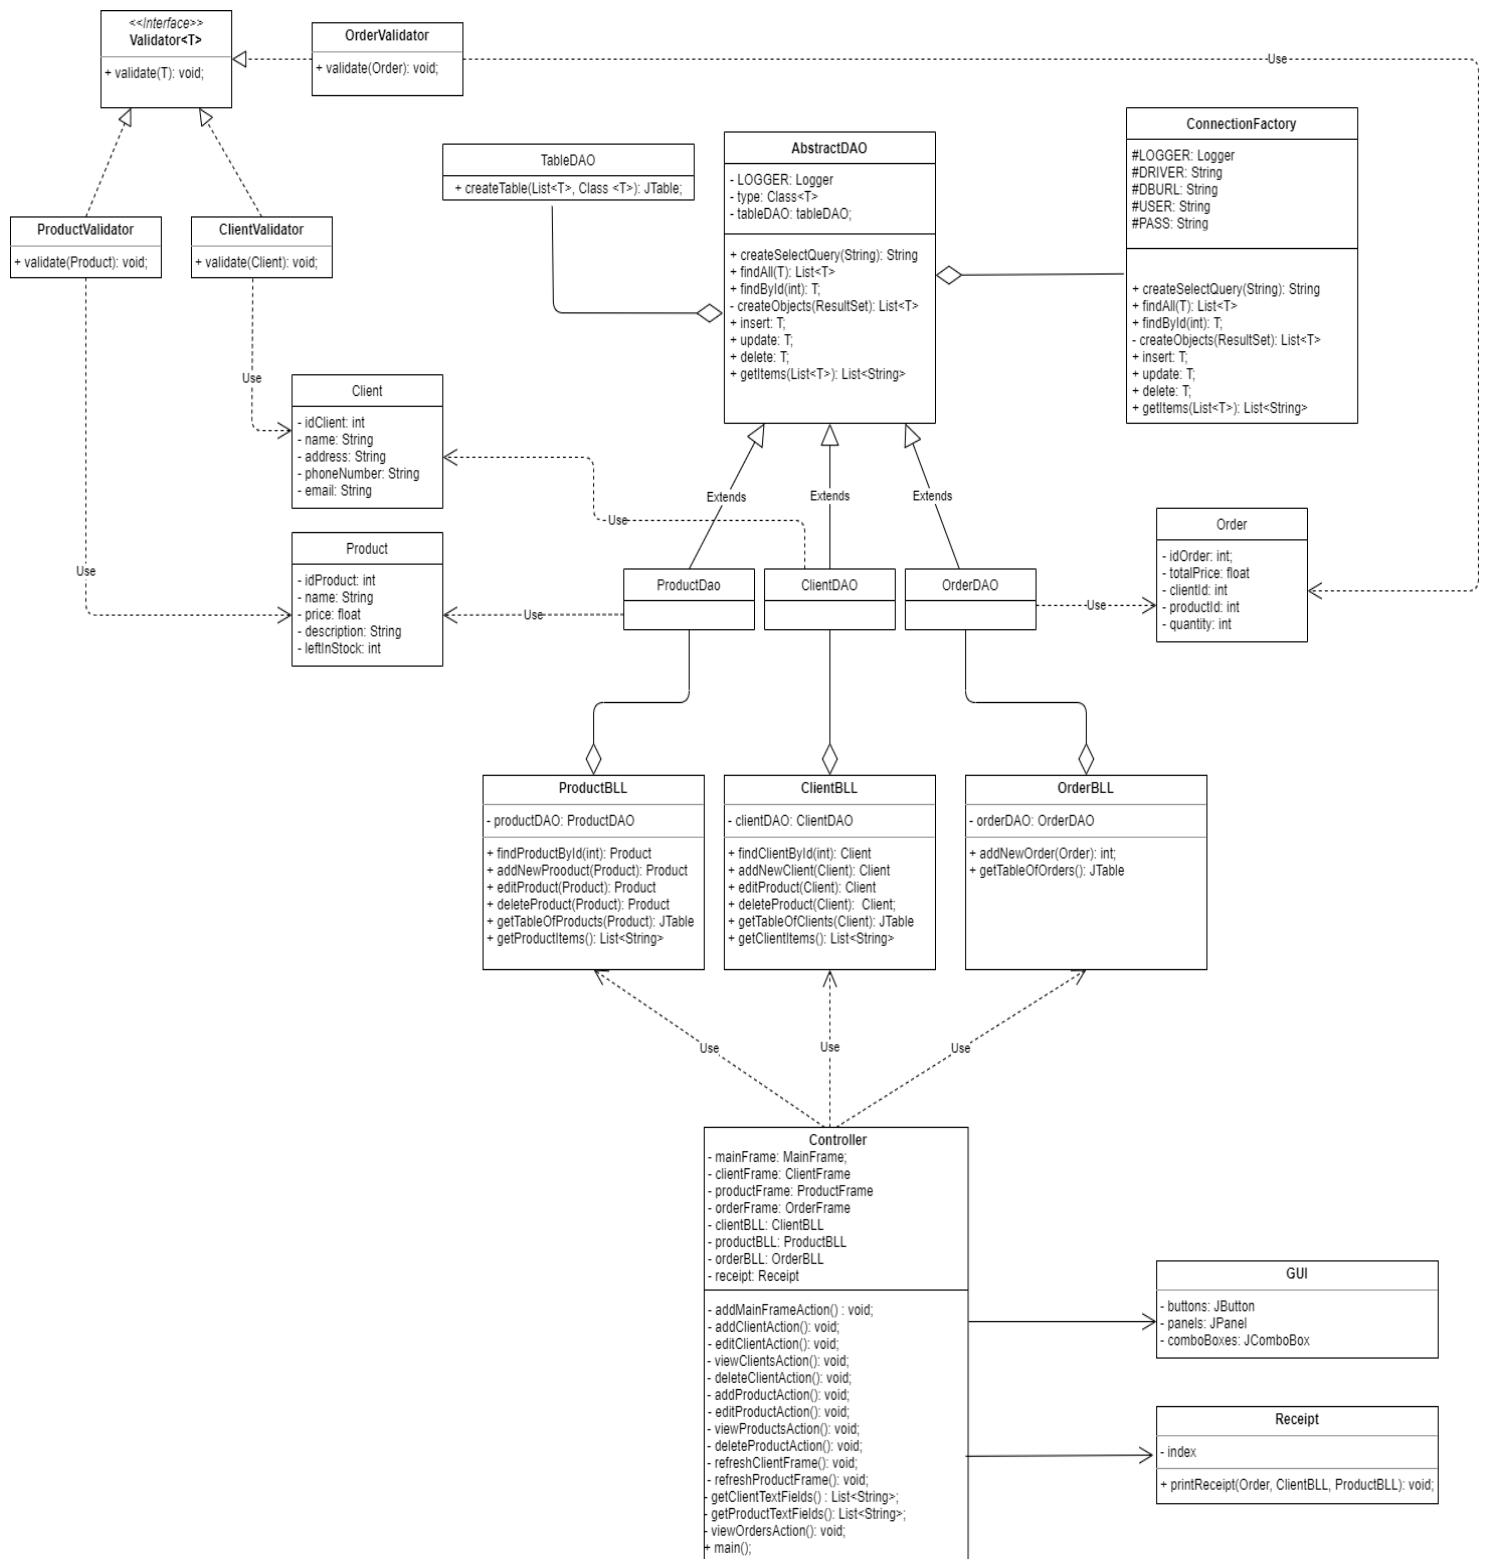 <<Interface>>
Validator<T>
+ validate(T): void;
OrderValidator
+ validate(Order): void;
Use
ProductValidator
+ validate(Product): void;
ClientValidator
+ validate(Client): void;
TableDAO
+ createTable(List<T>, Class <T>): JTable;
AbstractDAO
- LOGGER: Logger
- type: Class<T>
- tableDAO: tableDAO;
+ createSelectQuery(String): String
+ findAll(T): List<T>
+ findById(int): T;
- createObjects(ResultSet): List<T>
+ insert: T;
+ update: T;
+ delete: T;
+ getItems(List<T>): List<String>
ConnectionFactory
#LOGGER: Logger
#DRIVER: String
#DBURL: String
#USER: String
#PASS: String
+ createSelectQuery(String): String
+ findAll(T): List<T>
+ findById(int): T;
- createObjects(ResultSet): List<T>
+ insert: T;
+ update: T;
+ delete: T;
+ getItems(List<T>): List<String>
Use
Client
- idClient: int
- name: String
- address: String
- phoneNumber: String
- email: String
Extends
Extends
Extends
Use
Use
Product
- idProduct: int
- name: String
- price: float
- description: String
- leftInStock: int
Use
ProductDao
ClientDAO
OrderDAO
Use
Order
- idOrder: int;
- totalPrice: float
- clientId: int
- productId: int
- quantity: int
ProductBLL
- productDAO: ProductDAO
+ findProductById(int): Product
+ addNewProoduct(Product): Product
+ editProduct(Product): Product
+ deleteProduct(Product): Product
+ getTableOfProducts(Product): JTable
+ getProductItems(): List<String>
ClientBLL
- clientDAO: ClientDAO
+ findClientById(int): Client
+ addNewClient(Client): Client
+ editProduct(Client): Client
+ deleteProduct(Client):  Client;
+ getTableOfClients(Client): JTable
+ getClientItems(): List<String>
OrderBLL
- orderDAO: OrderDAO
+ addNewOrder(Order): int;
+ getTableOfOrders(): JTable
Use
Use
Use
Controller
- mainFrame: MainFrame;
- clientFrame: ClientFrame
- productFrame: ProductFrame
- orderFrame: OrderFrame
- clientBLL: ClientBLL
- productBLL: ProductBLL
- orderBLL: OrderBLL
- receipt: Receipt
- addMainFrameAction() : void;
- addClientAction(): void;
- editClientAction(): void;
- viewClientsAction(): void;
- deleteClientAction(): void;
- addProductAction(): void;
- editProductAction(): void;
- viewProductsAction(): void;
- deleteProductAction(): void;
- refreshClientFrame(): void;
- refreshProductFrame(): void;
- getClientTextFields() : List<String>;
- getProductTextFields(): List<String>;
- viewOrdersAction(): void;
+ main();
GUI
- buttons: JButton
- panels: JPanel
- comboBoxes: JComboBox
Receipt
- index
+ printReceipt(Order, ClientBLL, ProductBLL): void;